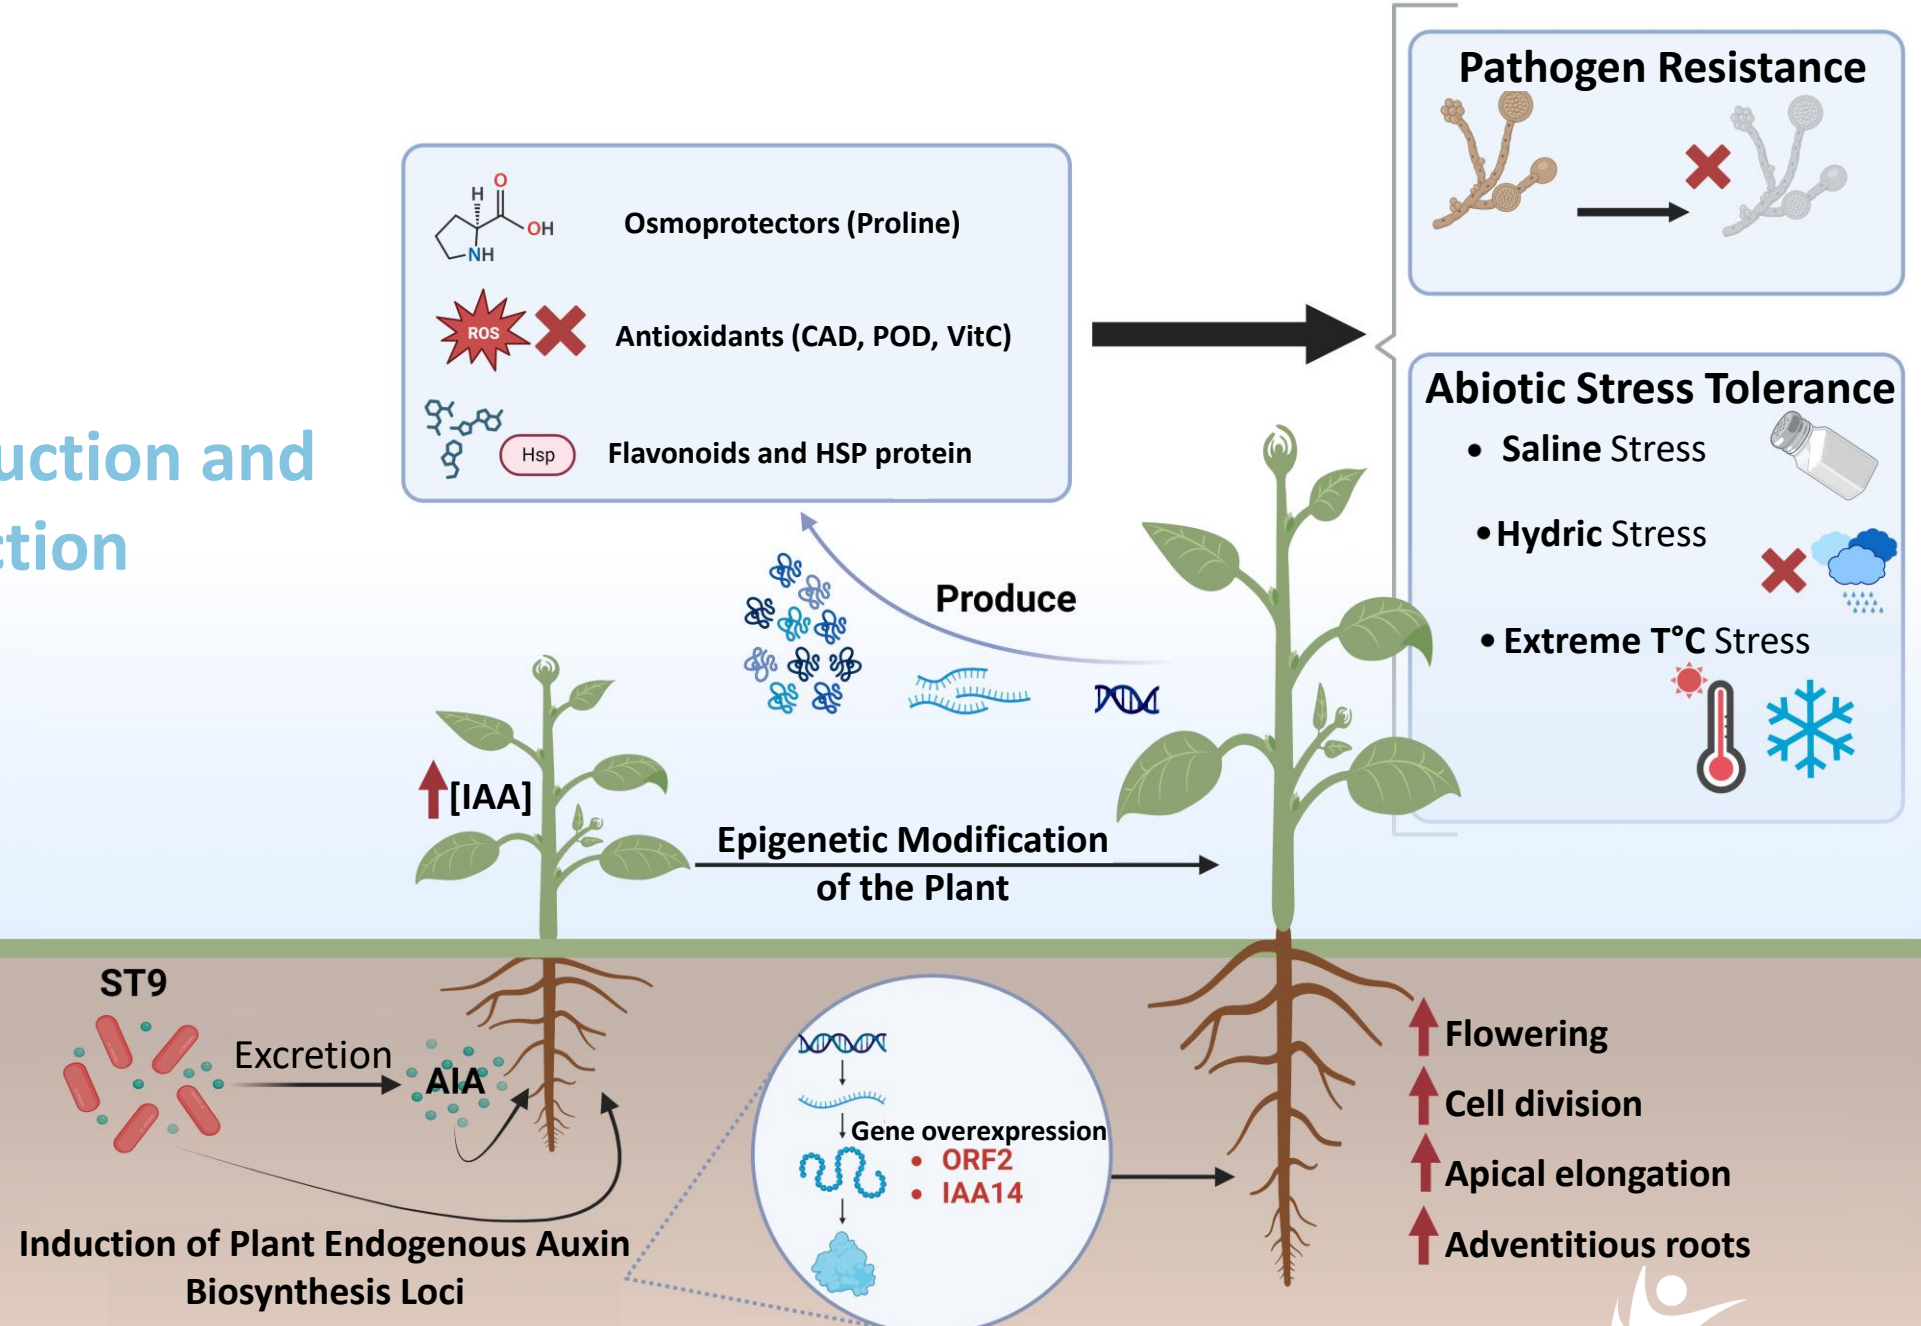 uction and
ction
O
H
OH
NH
Osmoprotectors (Proline)
ROS
Antioxidants (CAD, POD, VitC)
Hsp
Flavonoids and HSP protein
Pathogen Resistance
Abiotic Stress Tolerance
• Saline Stress
• Hydric Stress
• Extreme T°C Stress
Produce
[IAA]
Epigenetic Modification
of the Plant
ST9
Excretion
AIA
Induction of Plant Endogenous Auxin
Biosynthesis Loci
Gene overexpression
• ORF2
• IAA14
Flowering
Cell division
Apical elongation
Adventitious roots